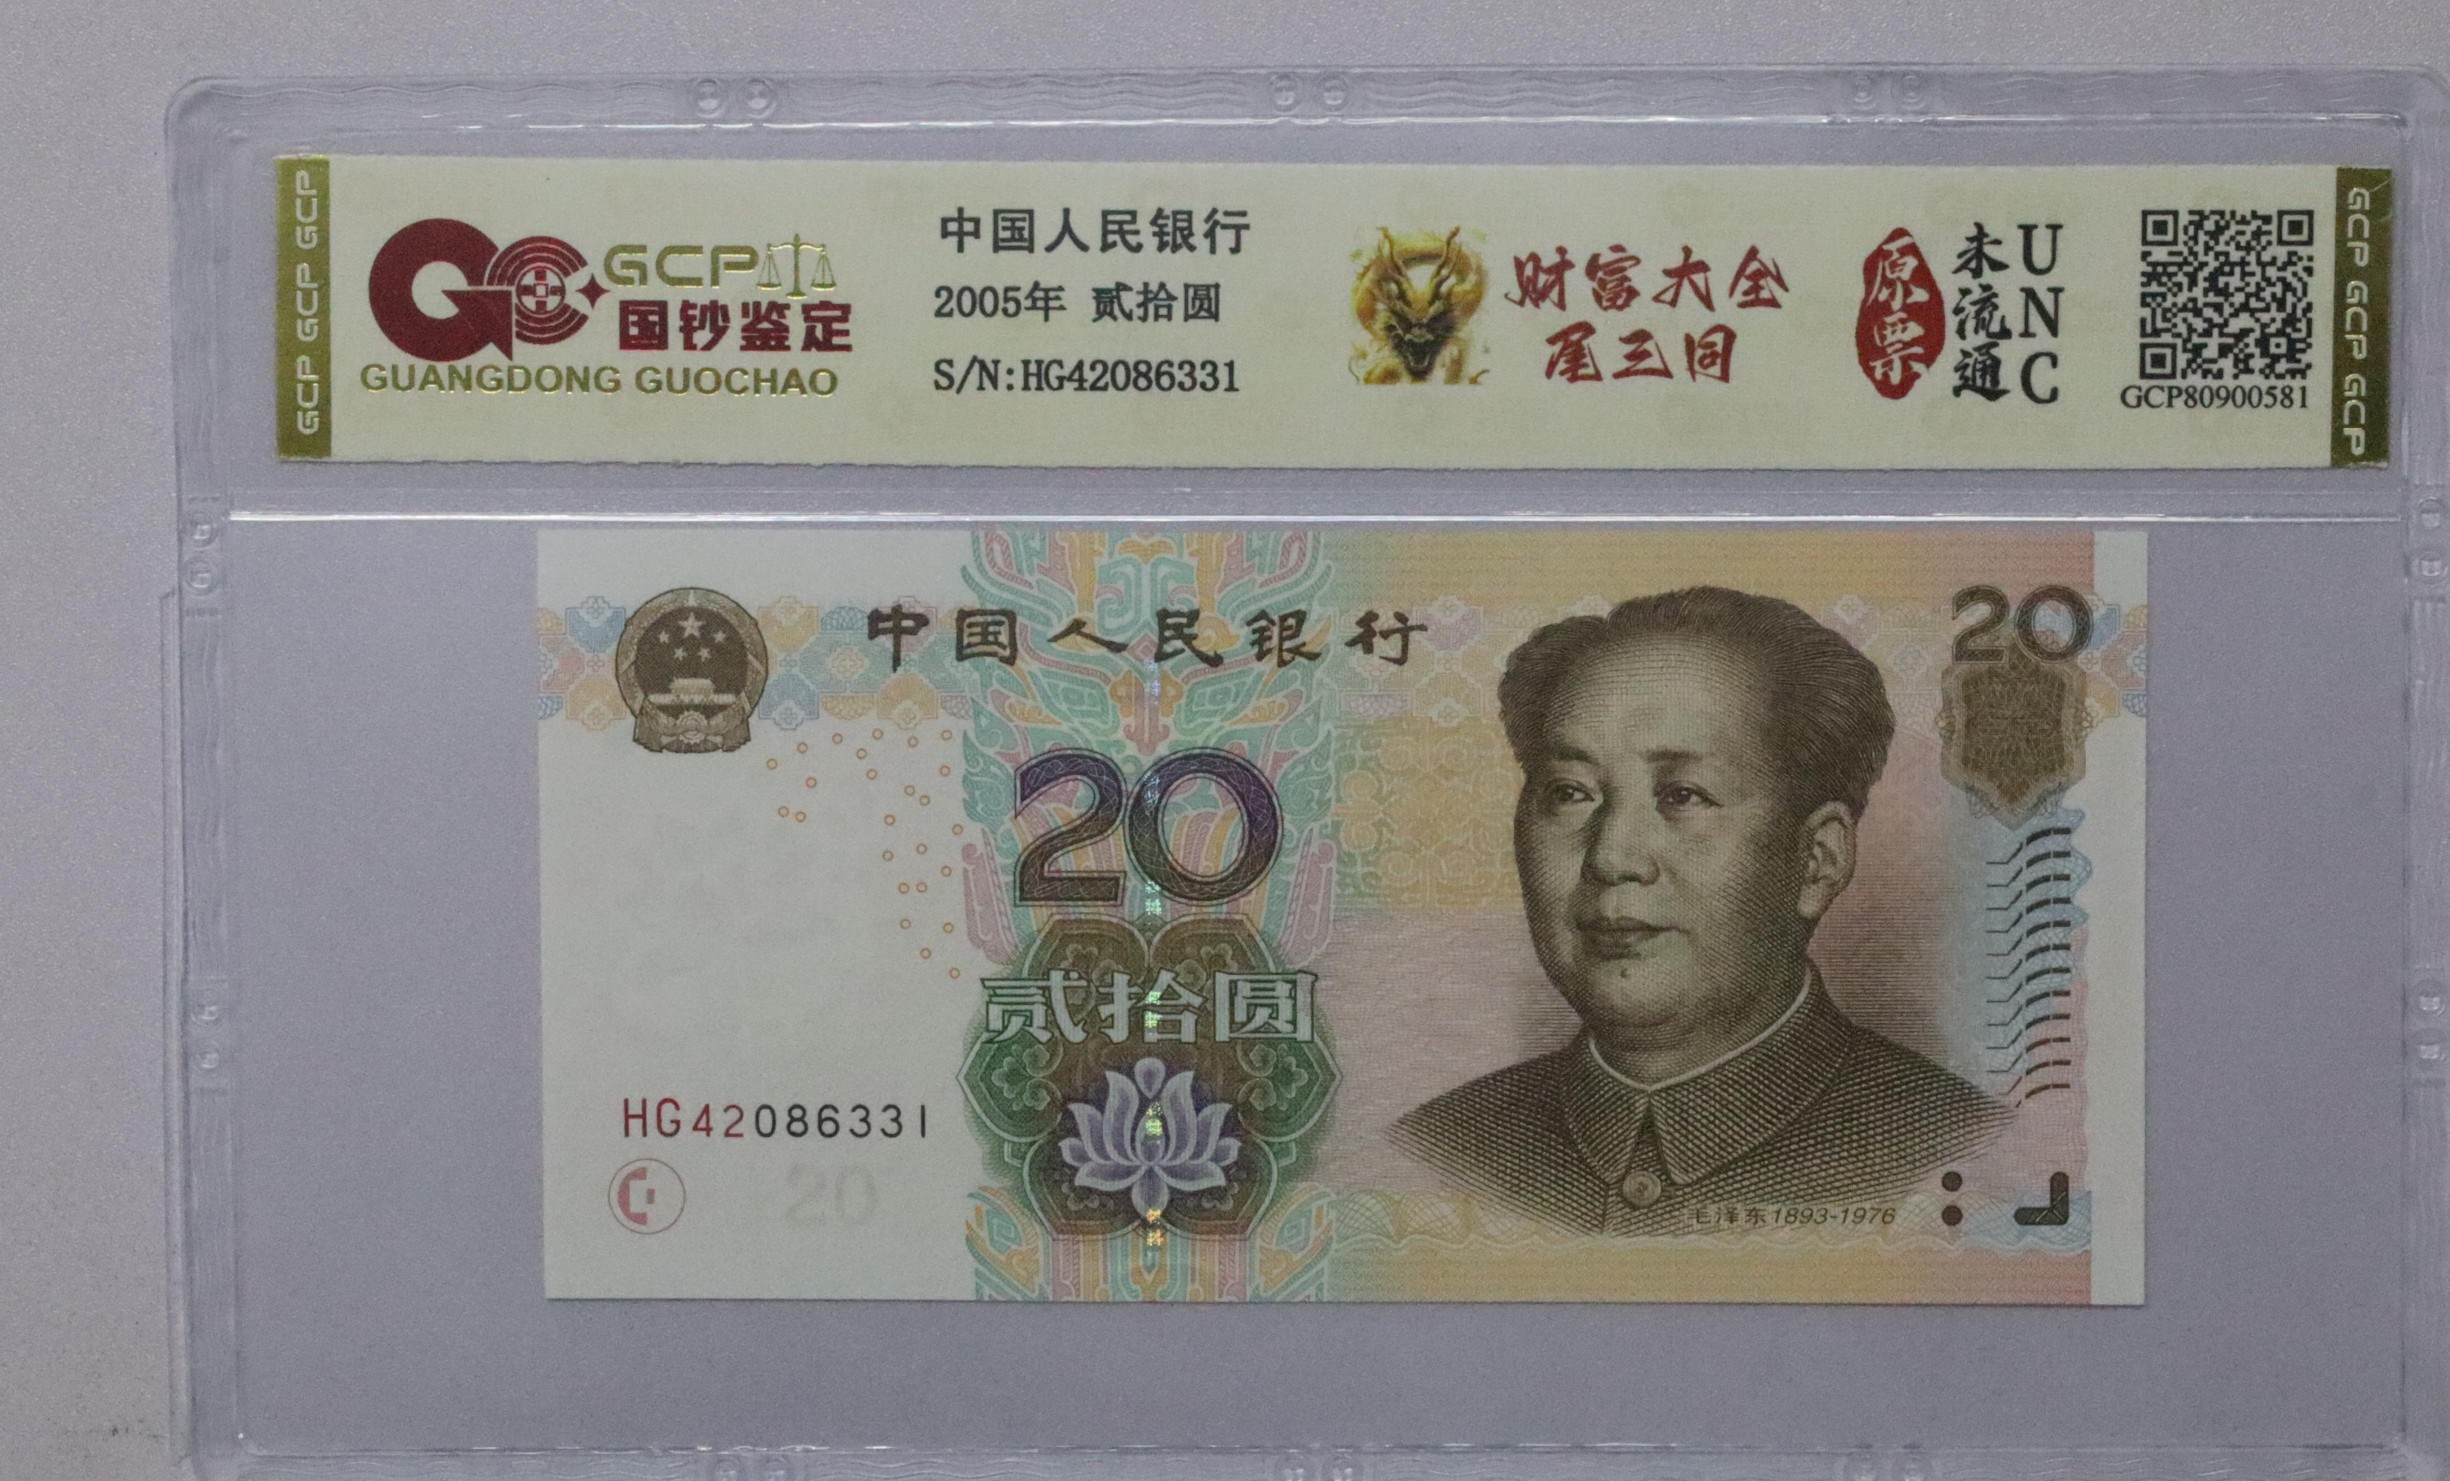 GCP GCP GCP
GCP
国钞鉴定
GUANGDONG GUOCHAO
中国人民银行
2005年 贰拾圆
S/N:HG42086331
财富大全
尾三同
原票
未流通
UNC
GCP80900581
GCP GCP GCP
中国人民银行
20
20
贰拾圆
HG42086331
20
毛泽东1893-1976